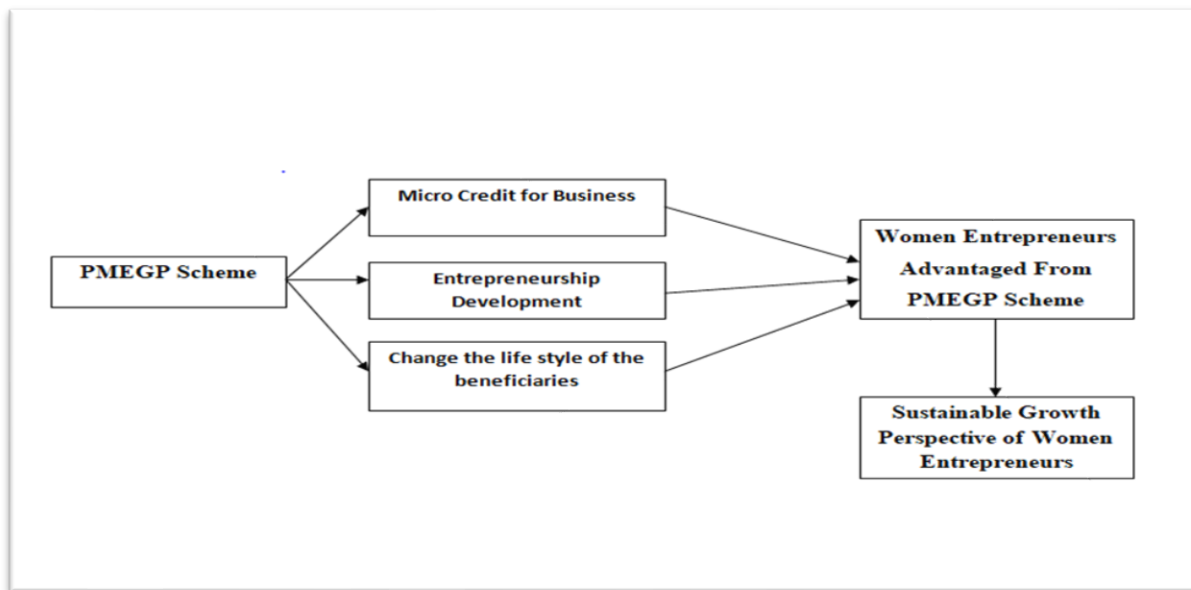 PMEGP Scheme
Micro Credit for Business
Entrepreneurship
Development
Change the life style of the
beneficiaries
Women Entrepreneurs
Advantaged From
PMEGP Scheme
Sustainable Growth
Perspective of Women
Entrepreneurs